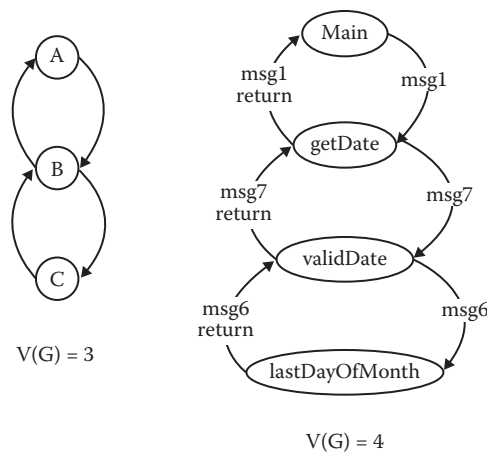 A
B
C
V(G) = 3
Main
msg1
return
msg1
getDate
msg7
return
msg7
validDate
msg6
return
msg6
lastDayOfMonth
V(G) = 4